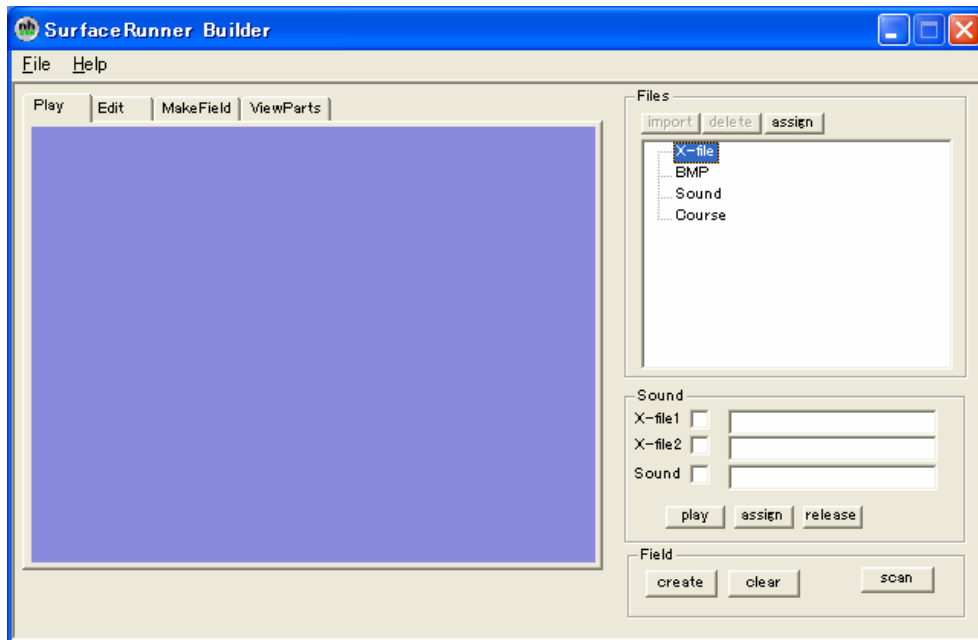 SurfaceRunner Builder
File Help
Play Edit MakeField ViewParts
Files
import delete assign
X-file
BMP
Sound
Course
Sound
X-file1
X-file2
Sound
play assign release
Field
create clear scan